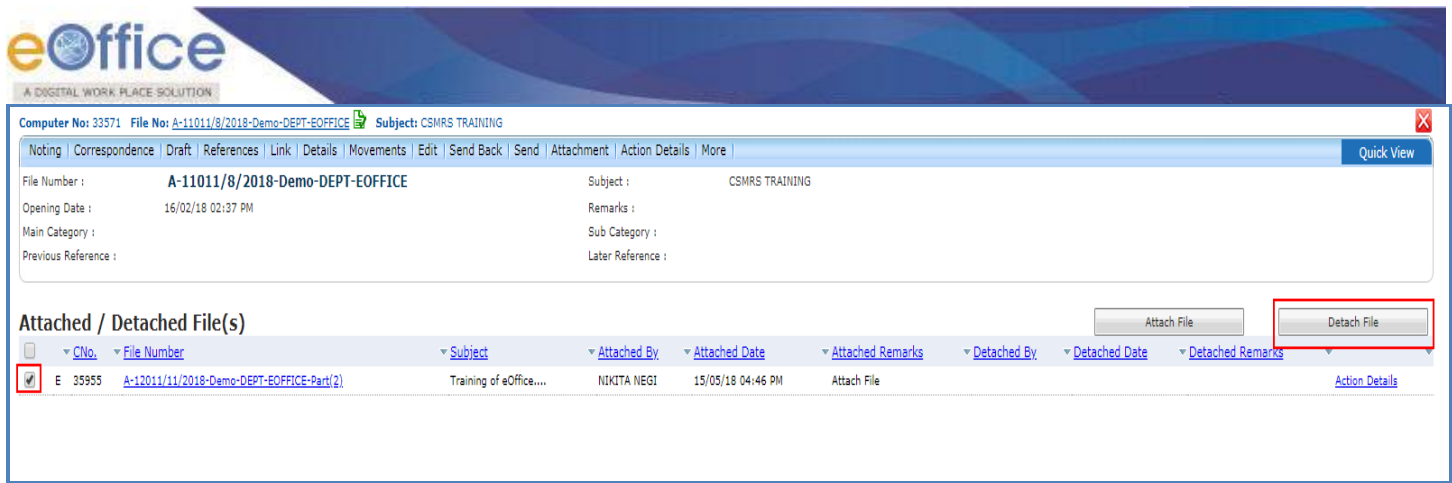 eOffice
A DIGITAL WORK PLACE SOLUTION
Computer No: 33571 File No: A-11011/8/2018-Demo-DEPT-EOFFICE Subject: CSMRS TRAINING X
Noting | Correspondence | Draft | References | Link | Details | Movements | Edit | Send Back | Send | Attachment | Action Details | More | Quick View
File Number : A-11011/8/2018-Demo-DEPT-EOFFICE Subject : CSMRS TRAINING
Opening Date : 16/02/18 02:37 PM Remarks :
Main Category : Sub Category :
Previous Reference : Later Reference :
Attached / Detached File(s) Attach File Detach File
CNo. File Number Subject Attached By Attached Date Attached Remarks Detached By Detached Date Detached Remarks
E 35955 A-12011/11/2018-Demo-DEPT-EOFFICE-Part(2) Training of eOffice.... NIKITA NEGI 15/05/18 04:46 PM Attach File Action Details